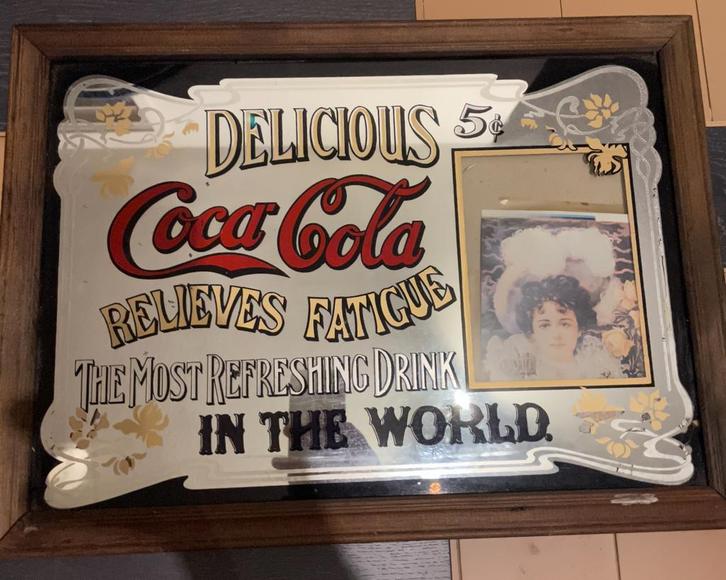 DELICIOUS 5¢
Coca-Cola
RELIEVES FATIGUE
THE MOST REFRESHING DRINK
IN THE WORLD.